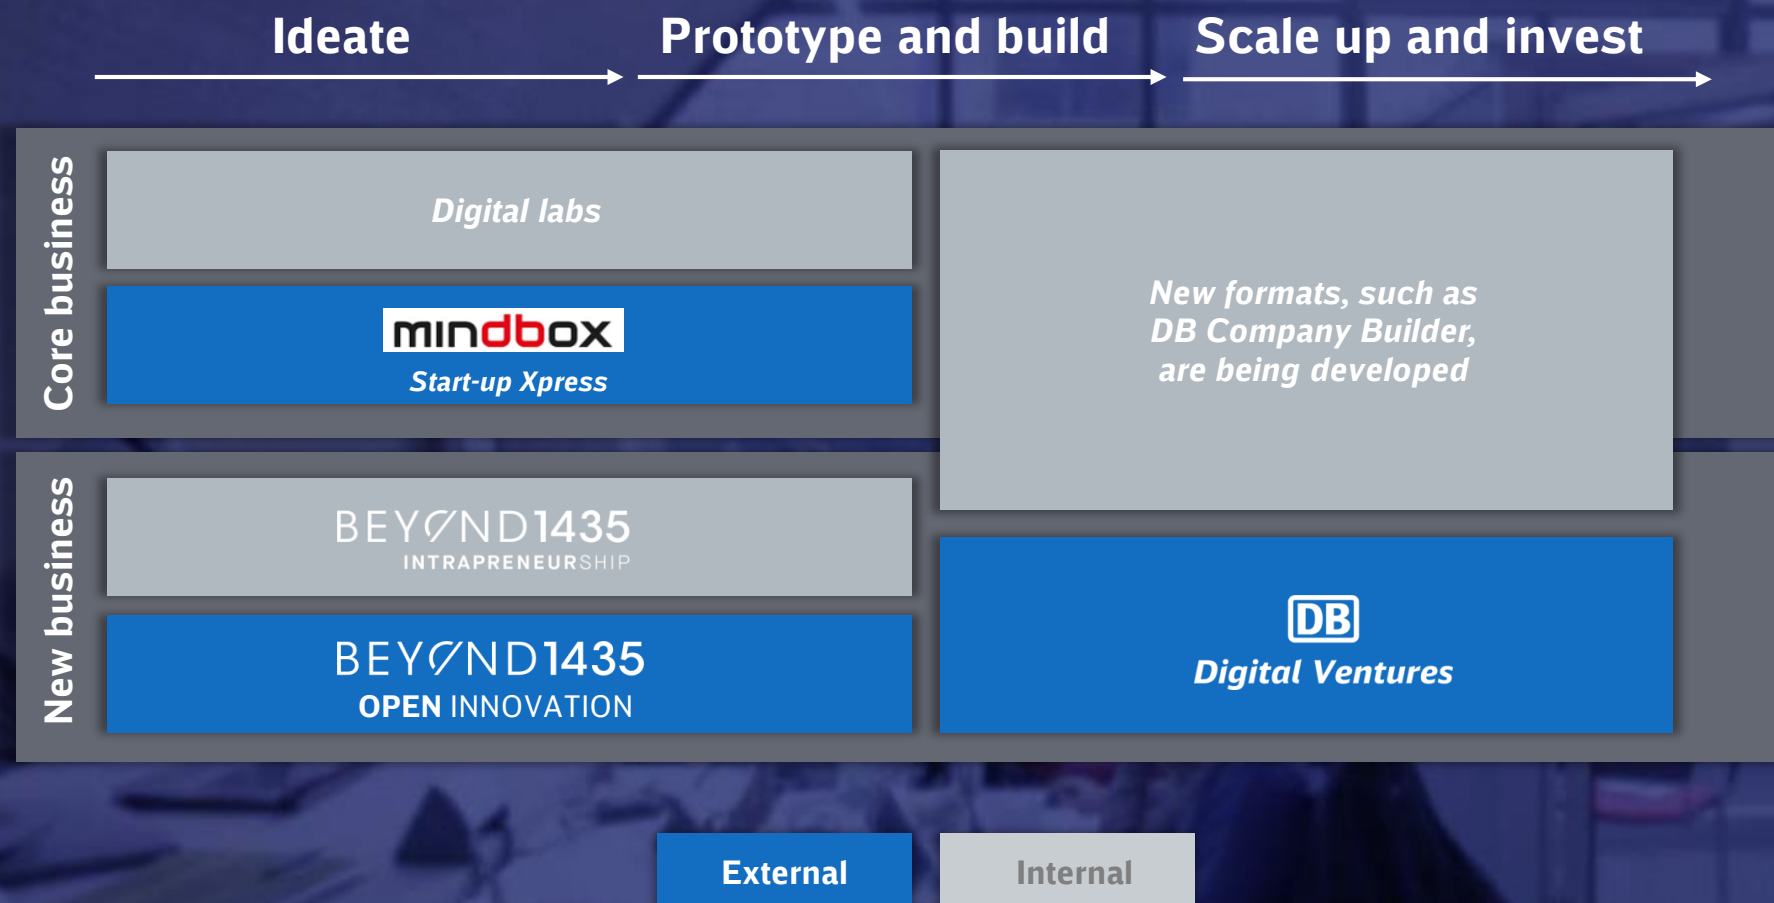 Ideate
Prototype and build
Scale up and invest
Core business
Digital labs
mindbox
Start-up Xpress
New formats, such as
DB Company Builder,
are being developed
New business
BEYOND1435
INTRAPRENEURSHIP
BEYOND1435
OPEN INNOVATION
DB
Digital Ventures
External
Internal